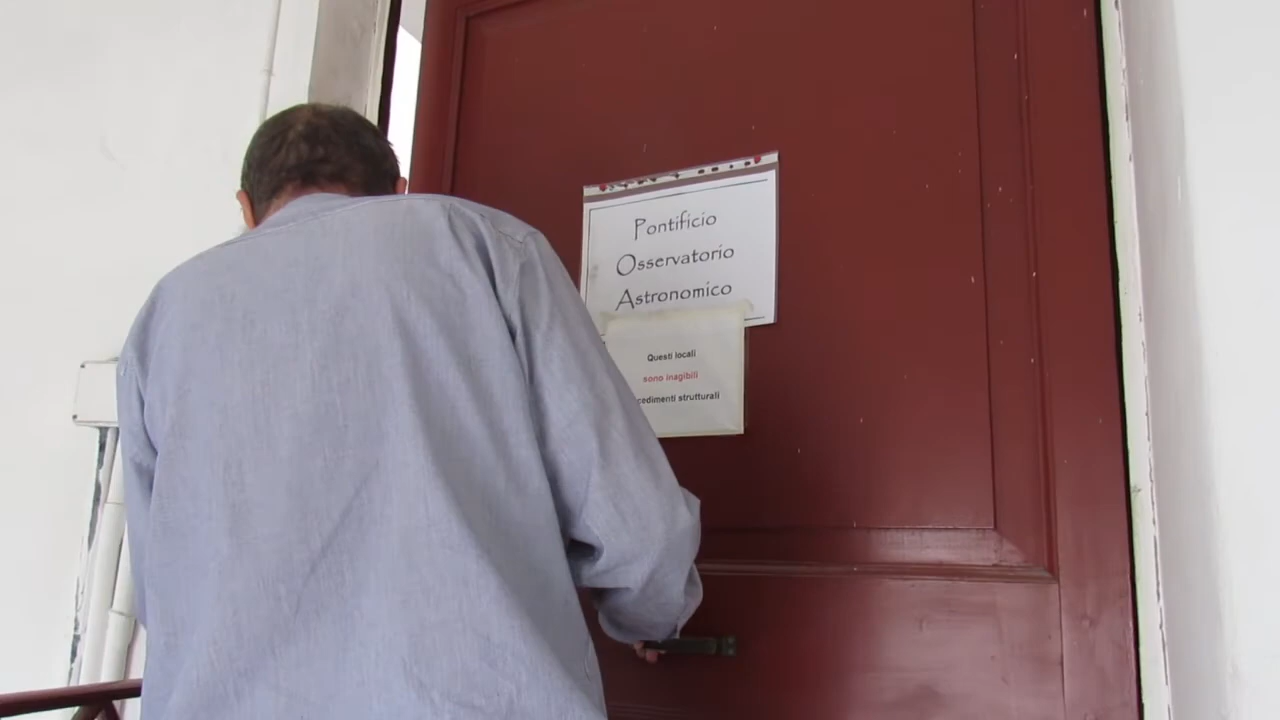 Pontificio
Osservatorio
Astronomico
Questi locali
sono inagibili
cedimenti strutturali